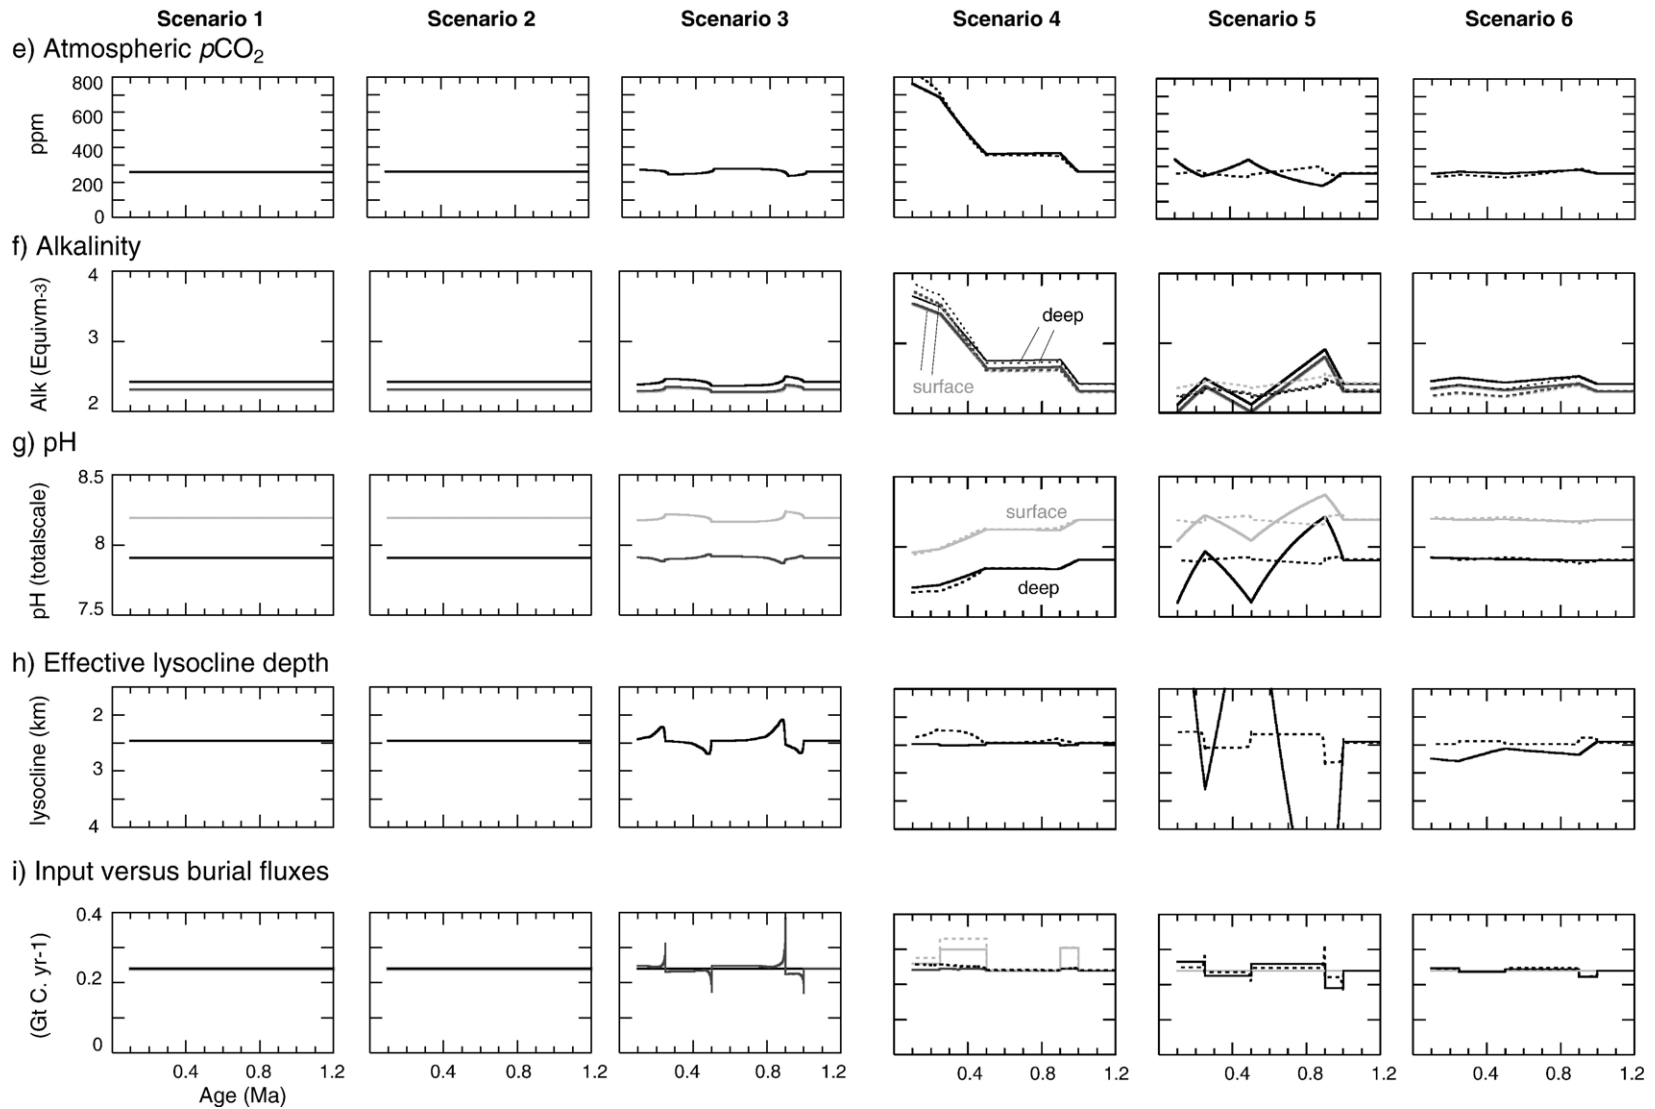 Scenario 1 Scenario 2 Scenario 3 Scenario 4 Scenario 5 Scenario 6
e) Atmospheric pCO2
ppm
800
600
400
200
0
f) Alkalinity
Alk (Equivm-3)
4
3
2
deep
surface
g) pH
pH (totalscale)
8.5
8
7.5
surface
deep
h) Effective lysocline depth
lysocline (km)
2
3
4
i) Input versus burial fluxes
(Gt C. yr-1)
0.4
0.2
0
0.4 0.8 1.2 0.4 0.8 1.2 0.4 0.8 1.2 0.4 0.8 1.2 0.4 0.8 1.2 0.4 0.8 1.2
Age (Ma)